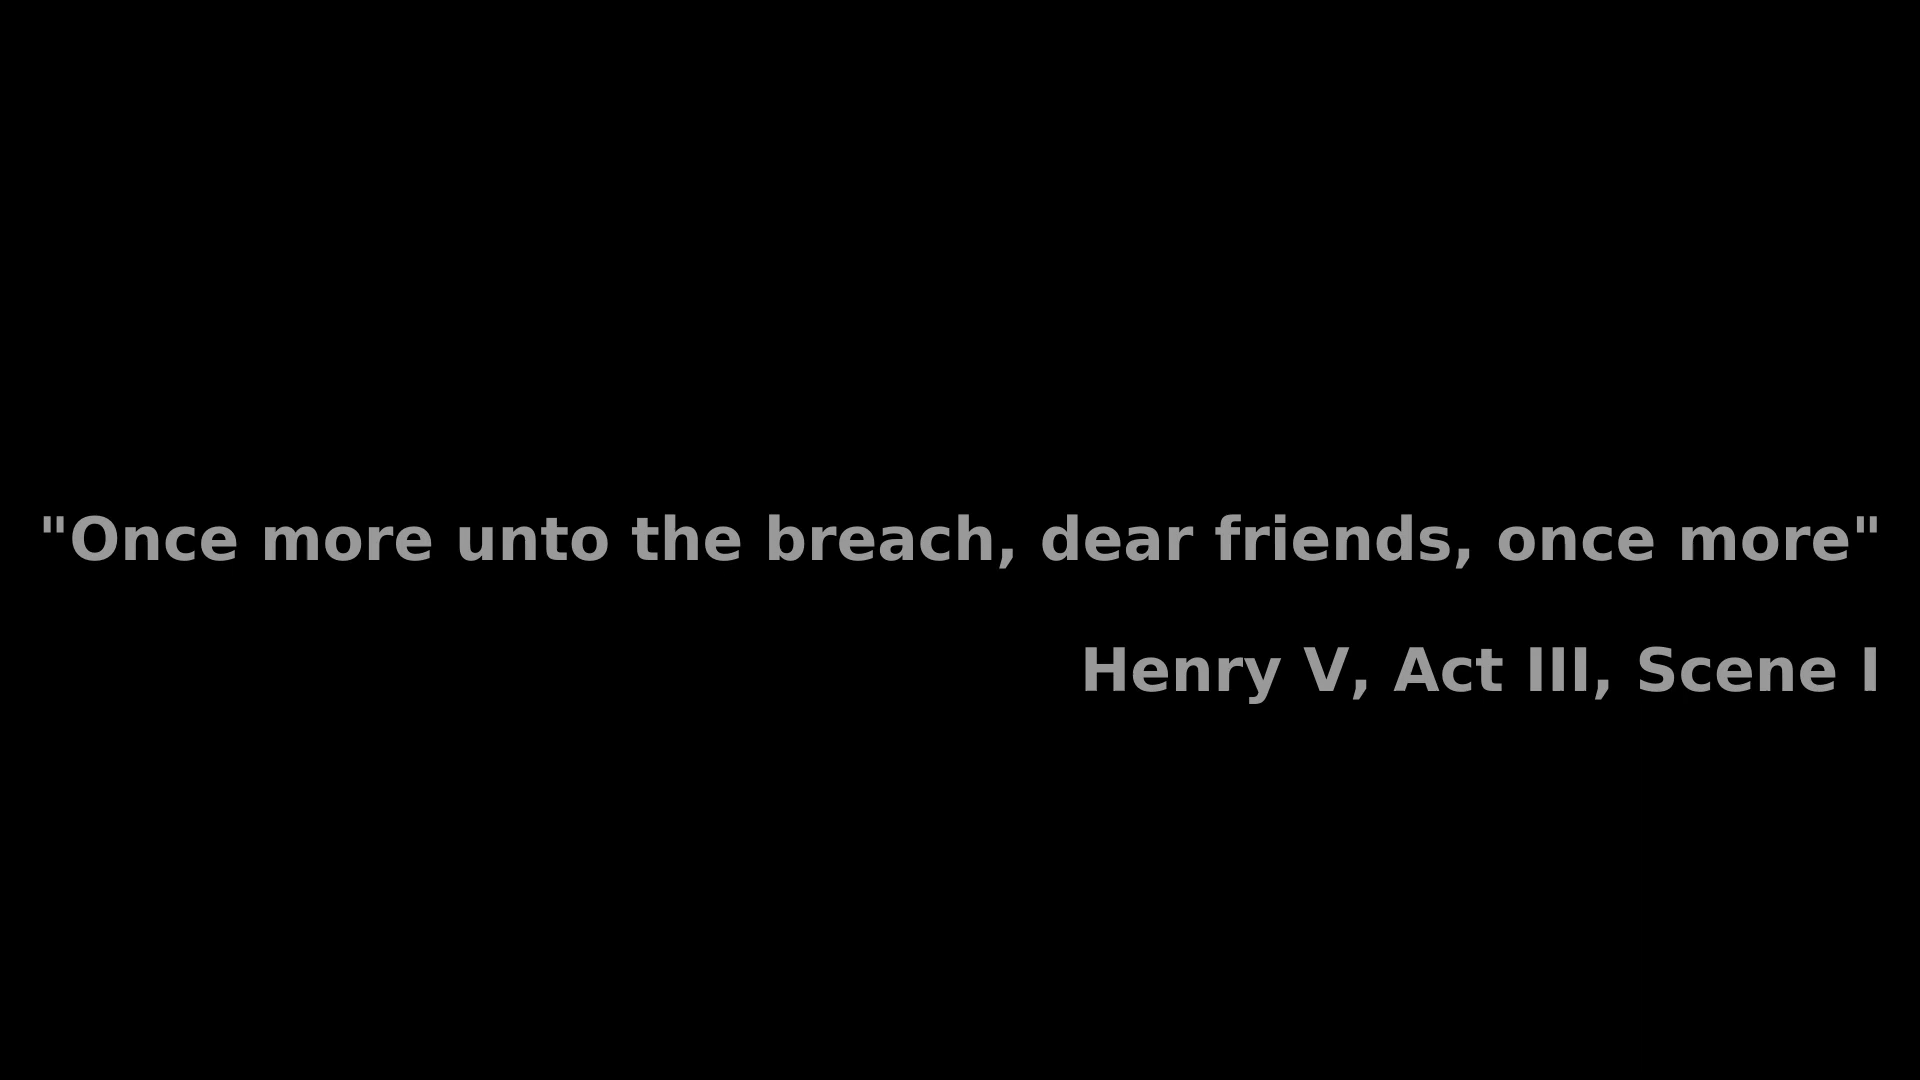 "Once more unto the breach, dear friends, once more"
Henry V, Act III, Scene I